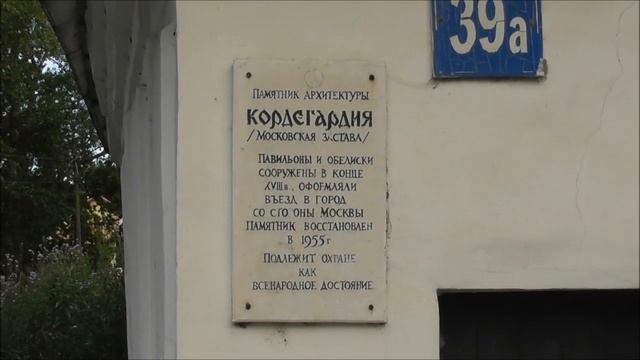 39а
Памятник архитектуры
Кордегардия
/Московская застава/
Павильоны и обелиски
сооружены в конце
XVIII в., оформляли
въезд в город
со стороны Москвы
Памятник восстановлен
в 1955 г
Подлежит охране
как
всенародное достояние